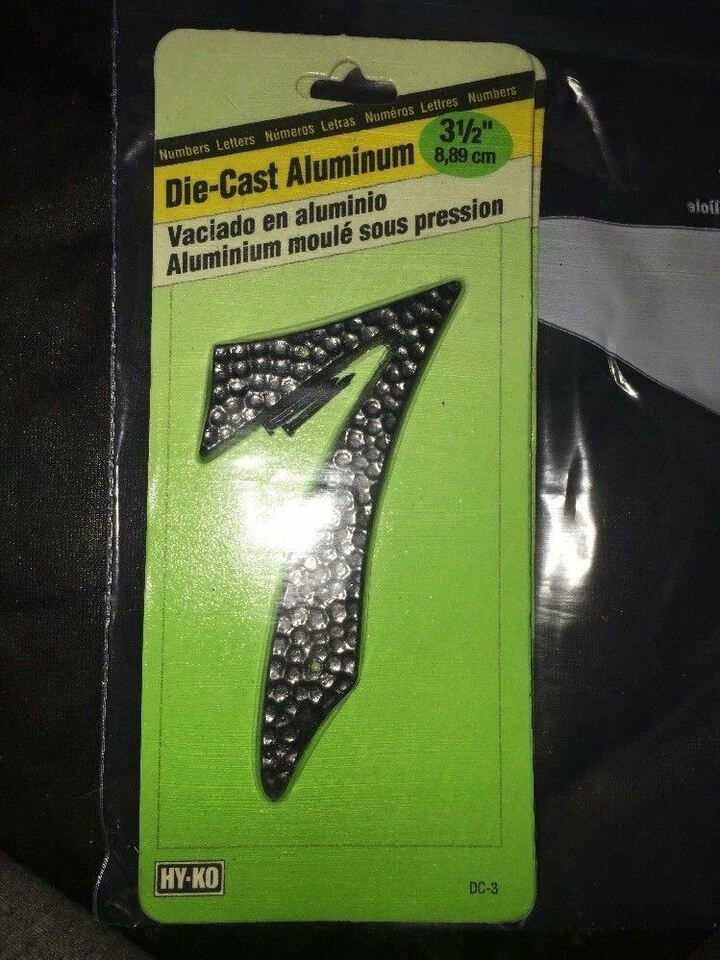 Numbers Letters Números Letras Numéros Lettres Numbers
Die-Cast Aluminum
3½"
8,89 cm
Vaciado en aluminio
Aluminium moulé sous pression
7
HY-KO
DC-3